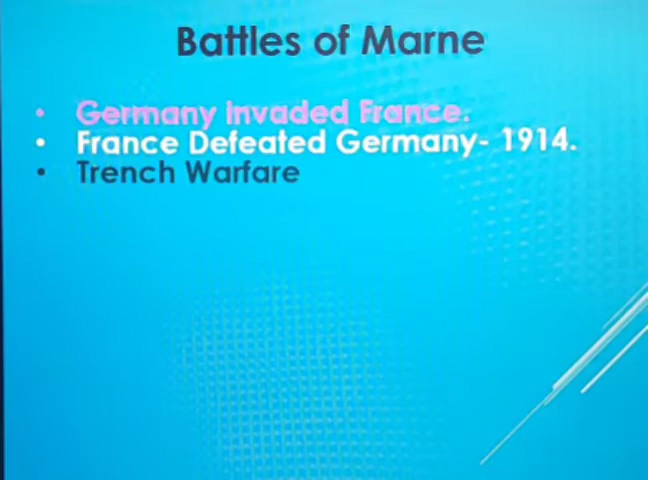 Battles of Marne
• Germany Invaded France.
• France Defeated Germany- 1914.
• Trench Warfare